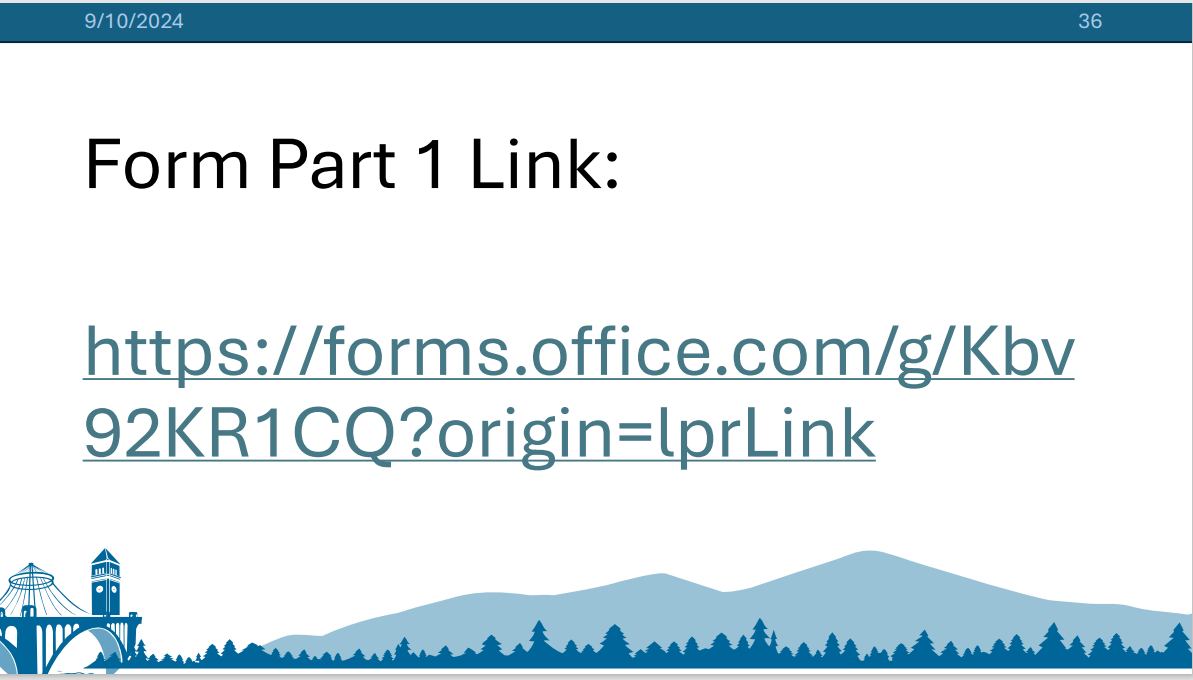 9/10/2024 36
Form Part 1 Link:
https://forms.office.com/g/Kbv
92KR1CQ?origin=lprLink